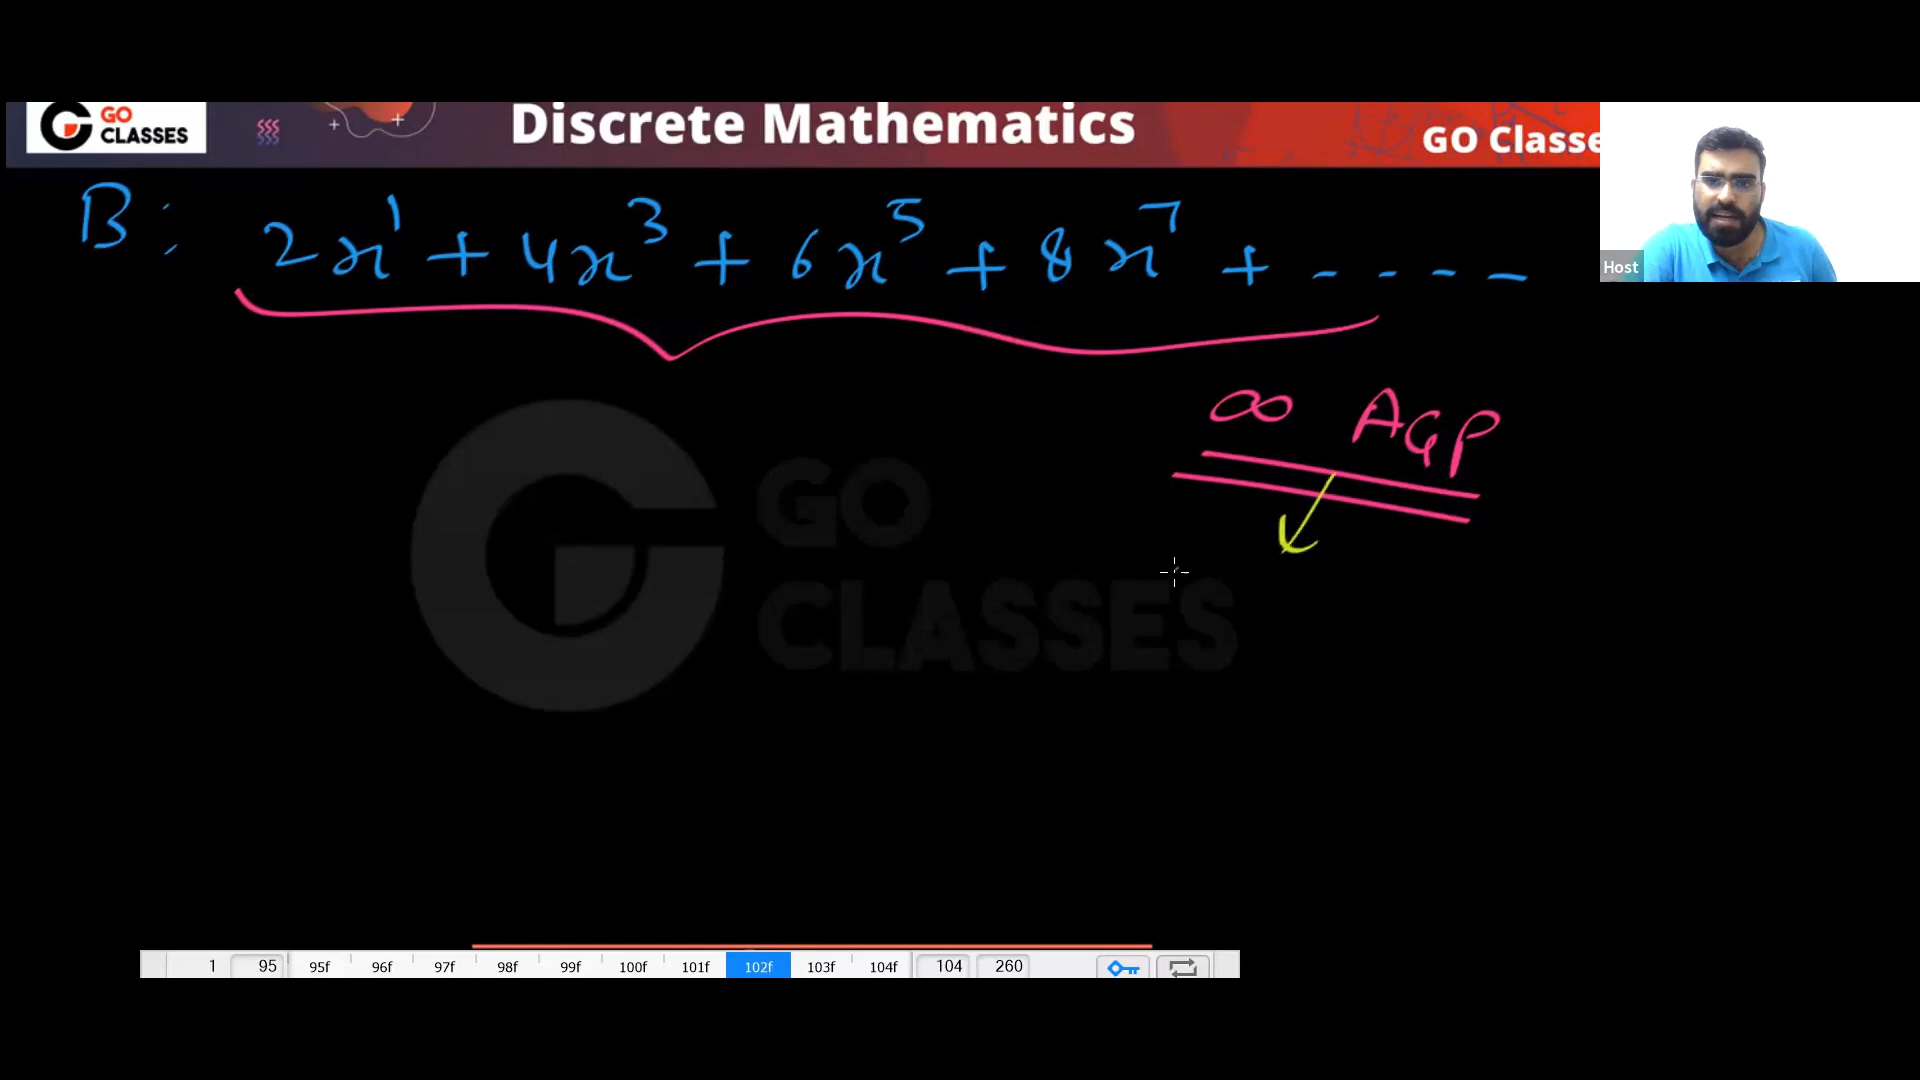 GO
CLASSES
Discrete Mathematics
GO Classe
B: 2x¹ + 4x³ + 6x⁵ + 8x⁷ + - - - -
Host
∞ AGP
GO
CLASSES
1 95 95f 96f 97f 98f 99f 100f 101f 102f 103f 104f 104 260